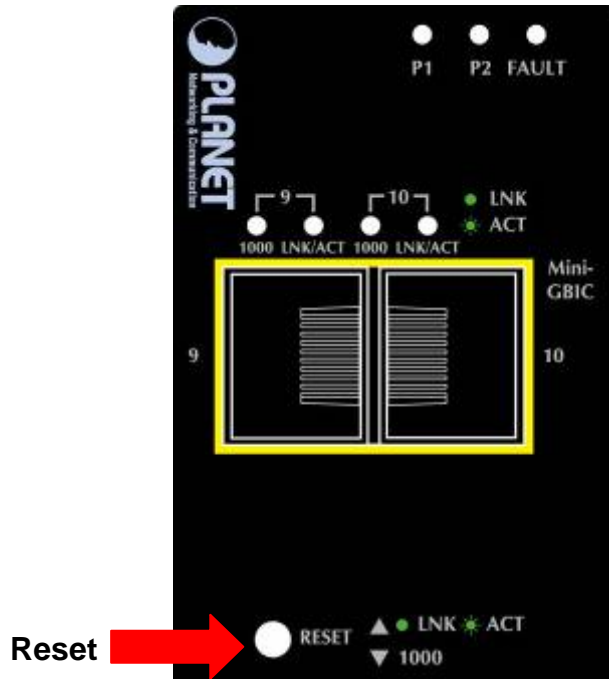 PLANET
Networking & Communication
P1 P2 FAULT
9 10 LNK
ACT
1000 LNK/ACT 1000 LNK/ACT
Mini-
GBIC
9 10
Reset
RESET LNK ACT
1000